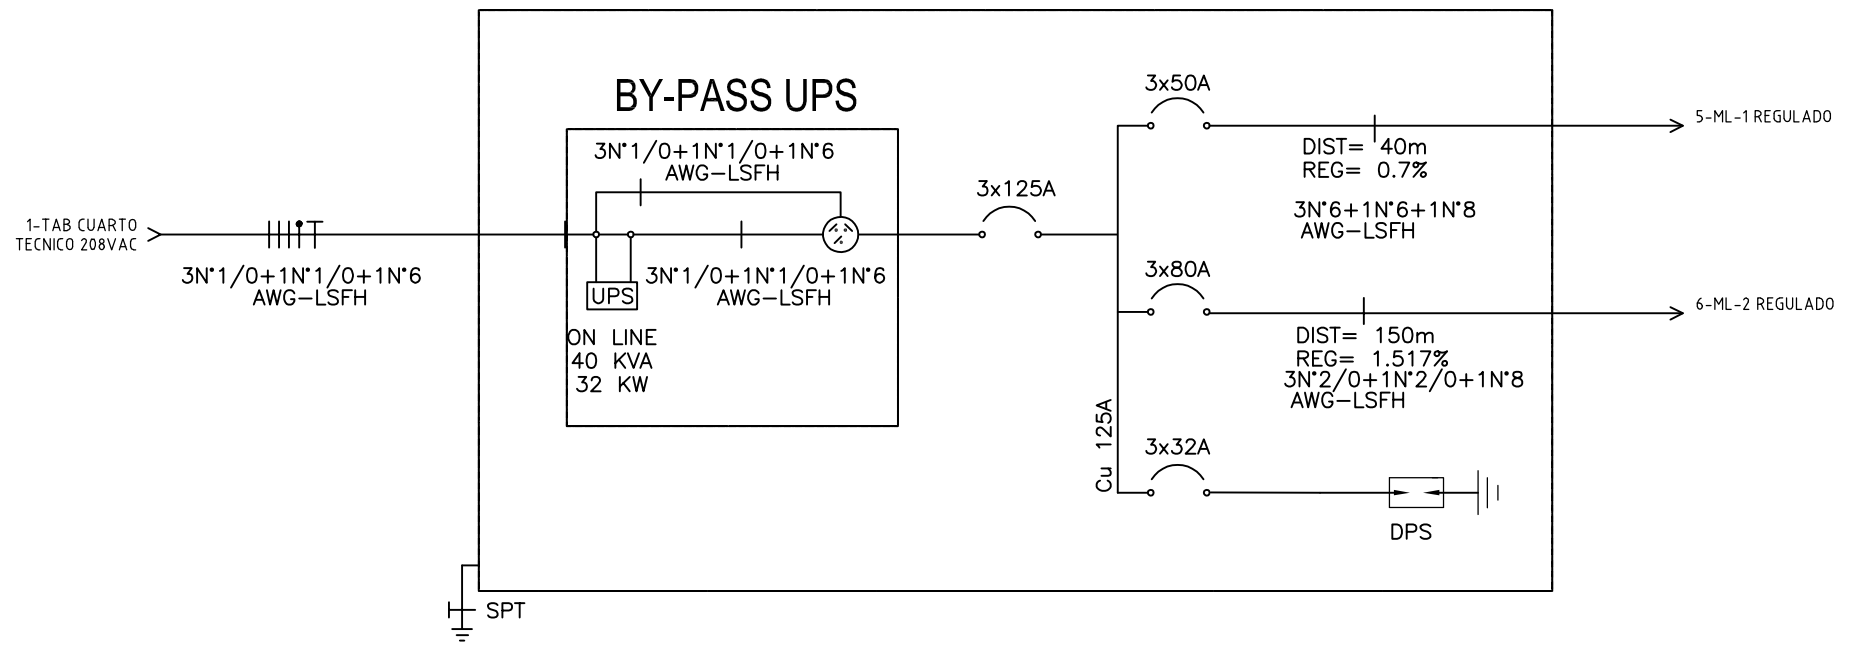 BY-PASS UPS
3N°1/0+1N°1/0+1N°6
AWG-LSFH
1-TAB CUARTO
TECNICO 208VAC
T
3N°1/0+1N°1/0+1N°6
AWG-LSFH
3N°1/0+1N°1/0+1N°6
AWG-LSFH
UPS
ON LINE
40 KVA
32 KW
3x125A
Cu 125A
3x50A
DIST= 40m
REG= 0.7%
3N°6+1N°6+1N°8
AWG-LSFH
5-ML-1 REGULADO
3x80A
DIST= 150m
REG= 1.517%
3N°2/0+1N°2/0+1N°8
AWG-LSFH
6-ML-2 REGULADO
3x32A
DPS
SPT